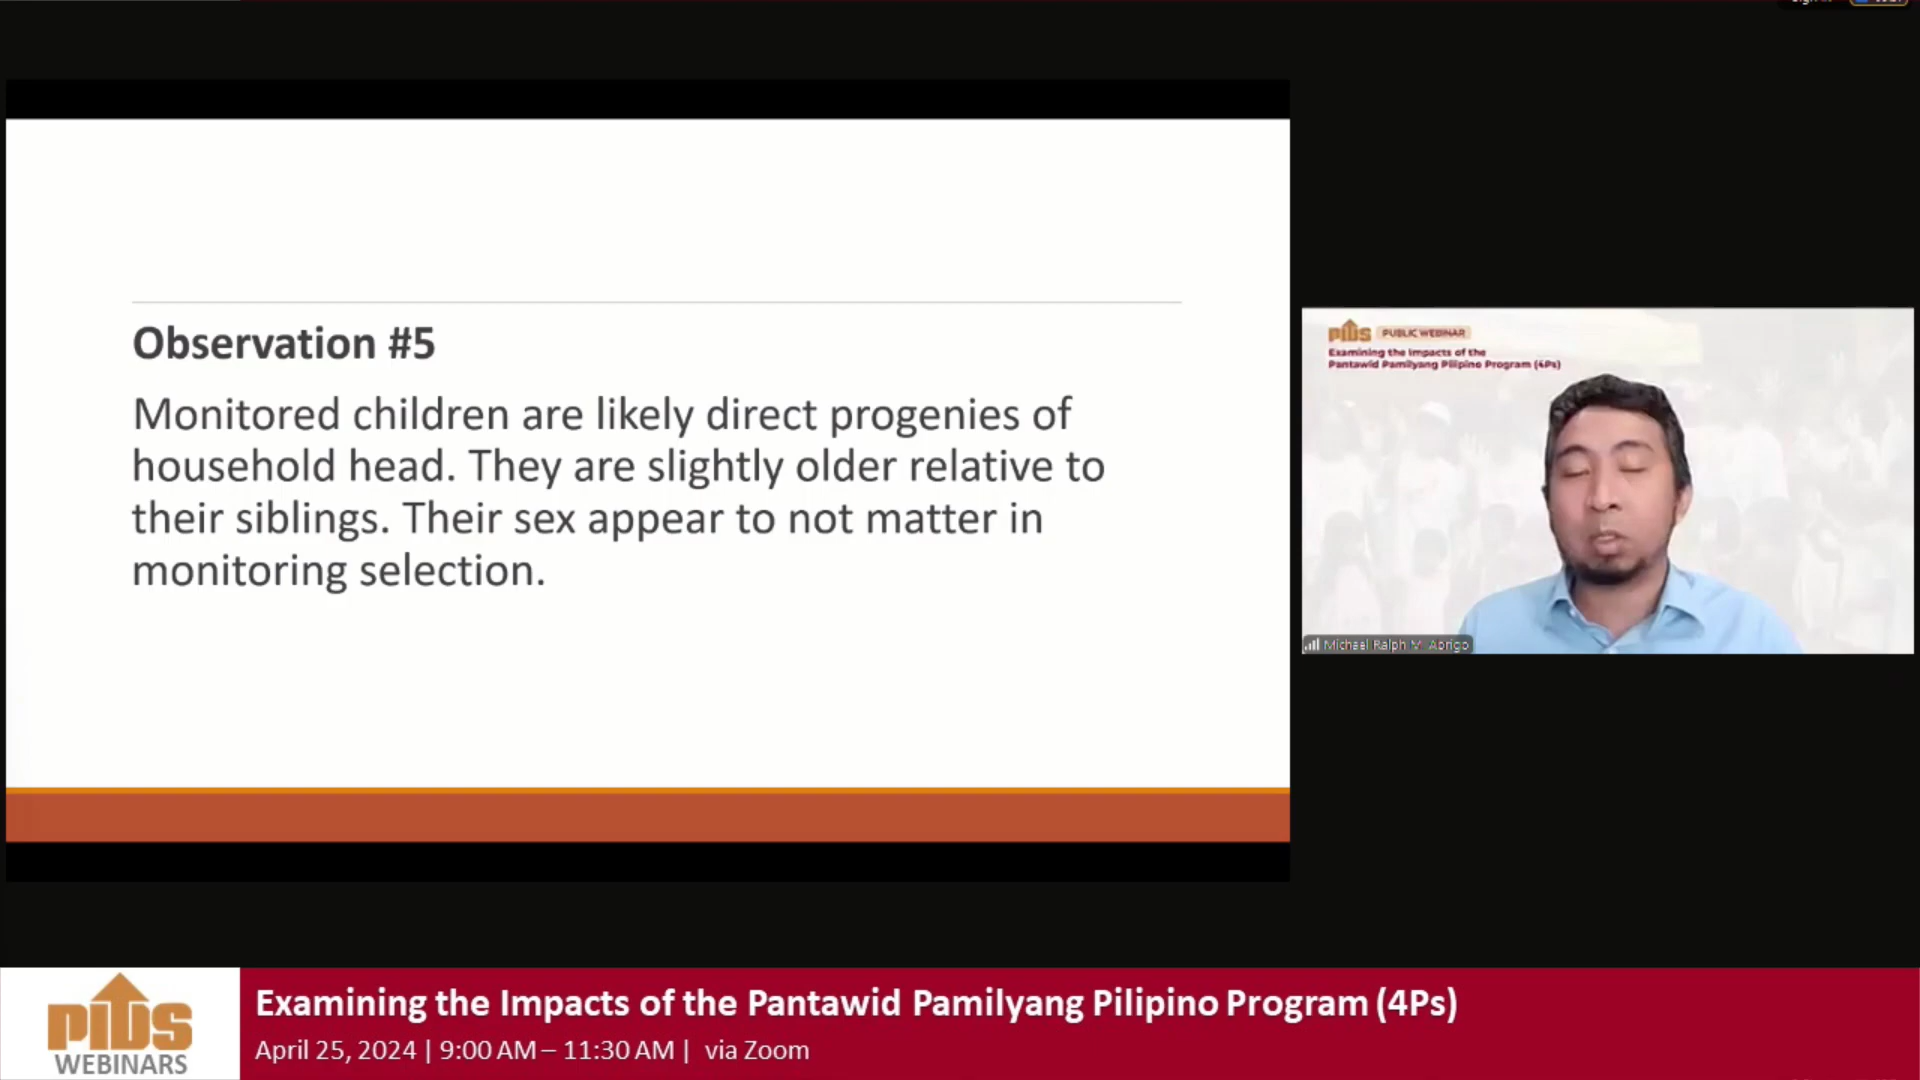 Observation #5
Monitored children are likely direct progenies of
household head. They are slightly older relative to
their siblings. Their sex appear to not matter in
monitoring selection.
pids PUBLIC WEBINAR
Examining the Impacts of the
Pantawid Pamilyang Pilipino Program (4Ps)
Michael Ralph M. Abrigo
pids
WEBINARS
Examining the Impacts of the Pantawid Pamilyang Pilipino Program (4Ps)
April 25, 2024 | 9:00 AM – 11:30 AM | via Zoom